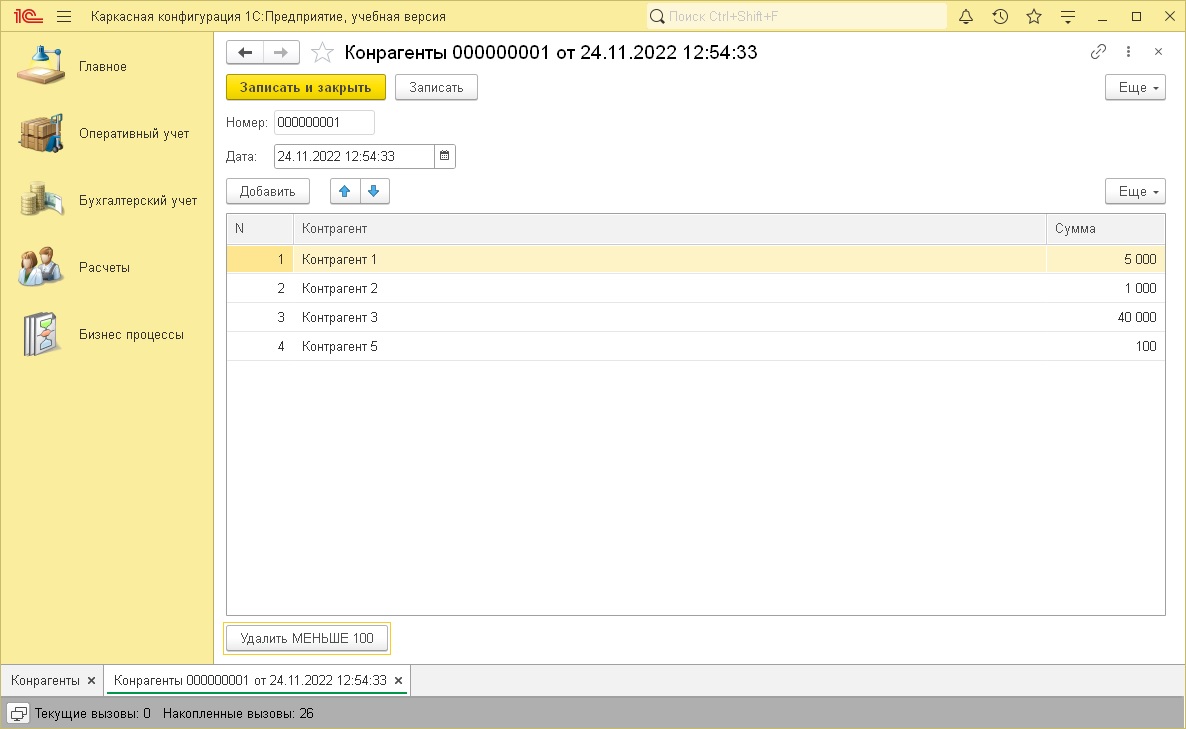 1С Каркасная конфигурация 1С:Предприятие, учебная версия Поиск Ctrl+Shift+F
Главное
Оперативный учет
Бухгалтерский учет
Расчеты
Бизнес процессы
Конрагенты 000000001 от 24.11.2022 12:54:33
Записать и закрыть Записать Еще
Номер: 000000001
Дата: 24.11.2022 12:54:33
Добавить Еще
N Контрагент Сумма
1 Контрагент 1 5 000
2 Контрагент 2 1 000
3 Контрагент 3 40 000
4 Контрагент 5 100
Удалить МЕНЬШЕ 100
Конрагенты Конрагенты 000000001 от 24.11.2022 12:54:33
Текущие вызовы: 0 Накопленные вызовы: 26